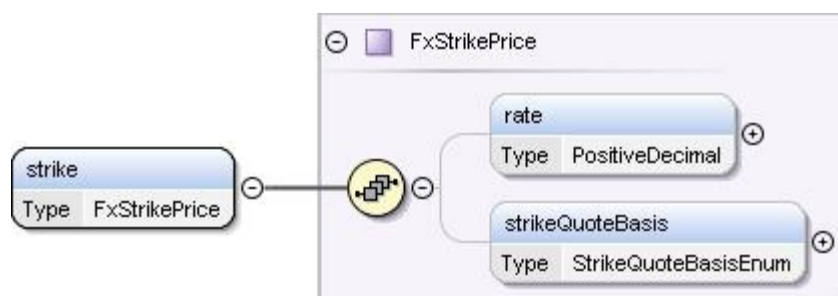 FxStrikePrice
rate
Type PositiveDecimal
strike
Type FxStrikePrice
strikeQuoteBasis
Type StrikeQuoteBasisEnum